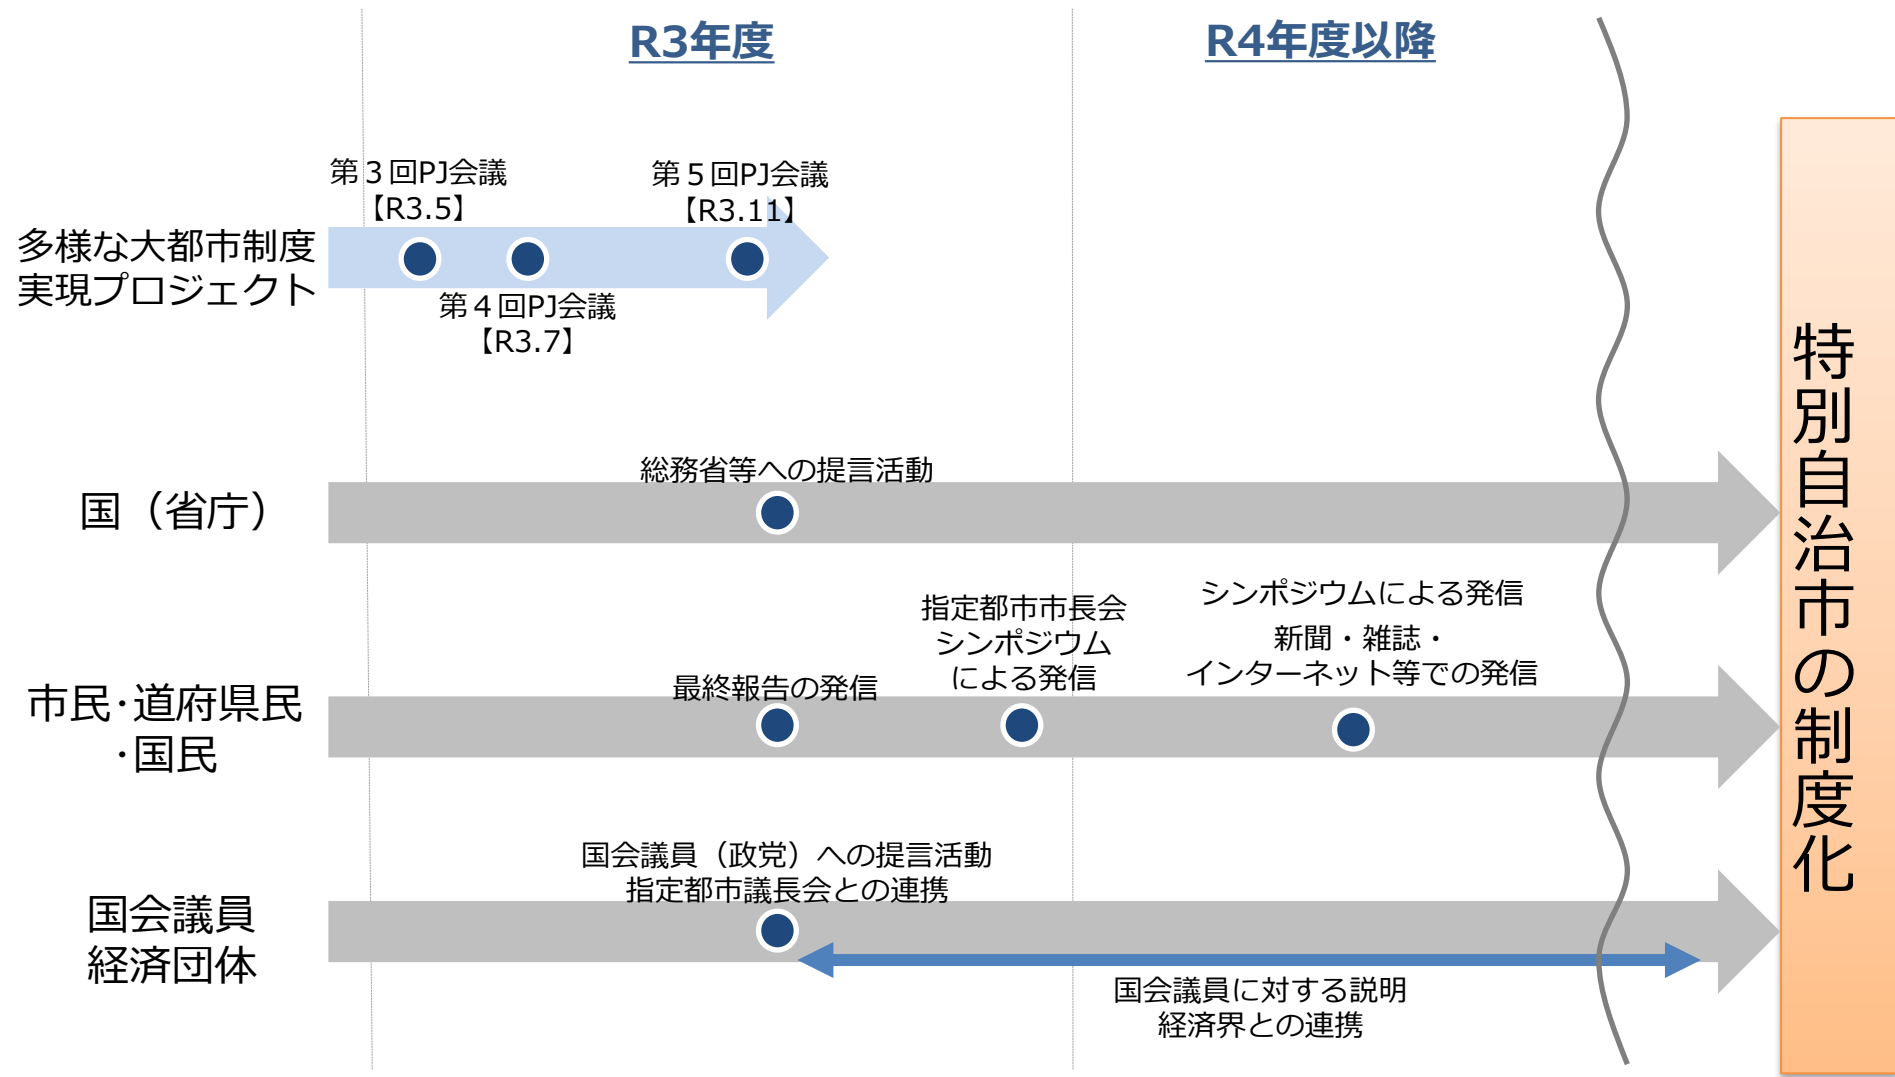 R3年度
R4年度以降
第３回PJ会議
【R3.5】
第５回PJ会議
【R3.11】
多様な大都市制度
実現プロジェクト
第４回PJ会議
【R3.7】
総務省等への提言活動
国（省庁）
指定都市市長会
シンポジウム
による発信
シンポジウムによる発信
新聞・雑誌・
インターネット等での発信
最終報告の発信
市民･道府県民
･国民
国会議員（政党）への提言活動
指定都市議長会との連携
国会議員
経済団体
国会議員に対する説明
経済界との連携
特別自治市の制度化